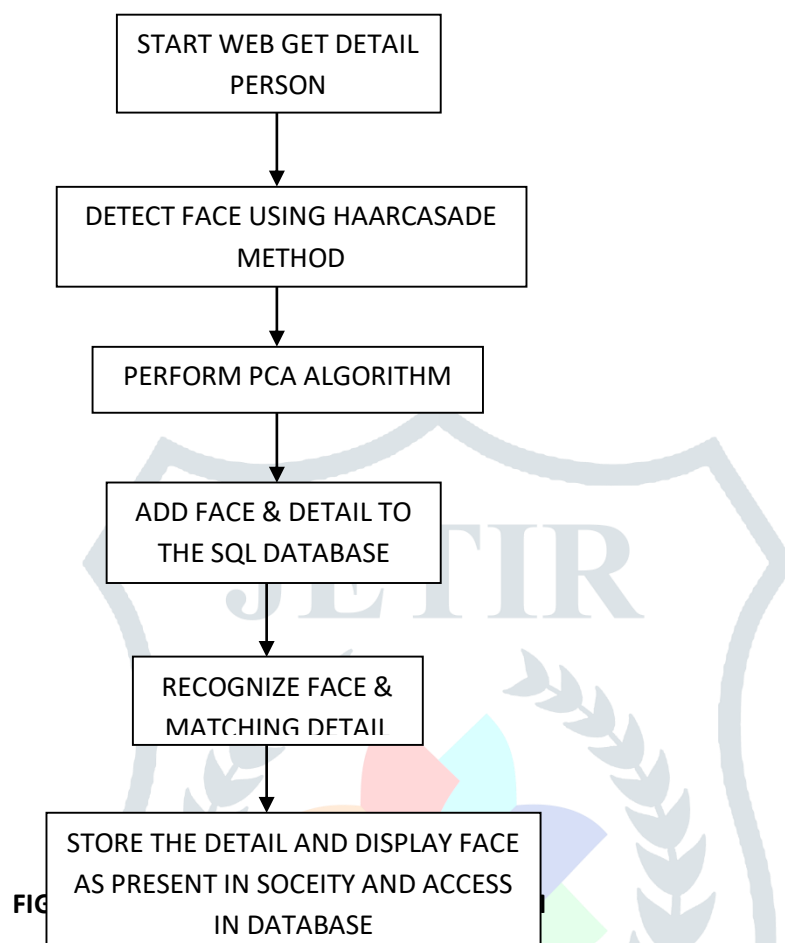 START WEB GET DETAIL
PERSON
DETECT FACE USING HAARCASADE
METHOD
PERFORM PCA ALGORITHM
ADD FACE & DETAIL TO
THE SQL DATABASE
JETIR
RECOGNIZE FACE &
MATCHING DETAIL
STORE THE DETAIL AND DISPLAY FACE
AS PRESENT IN SOCEITY AND ACCESS
IN DATABASE